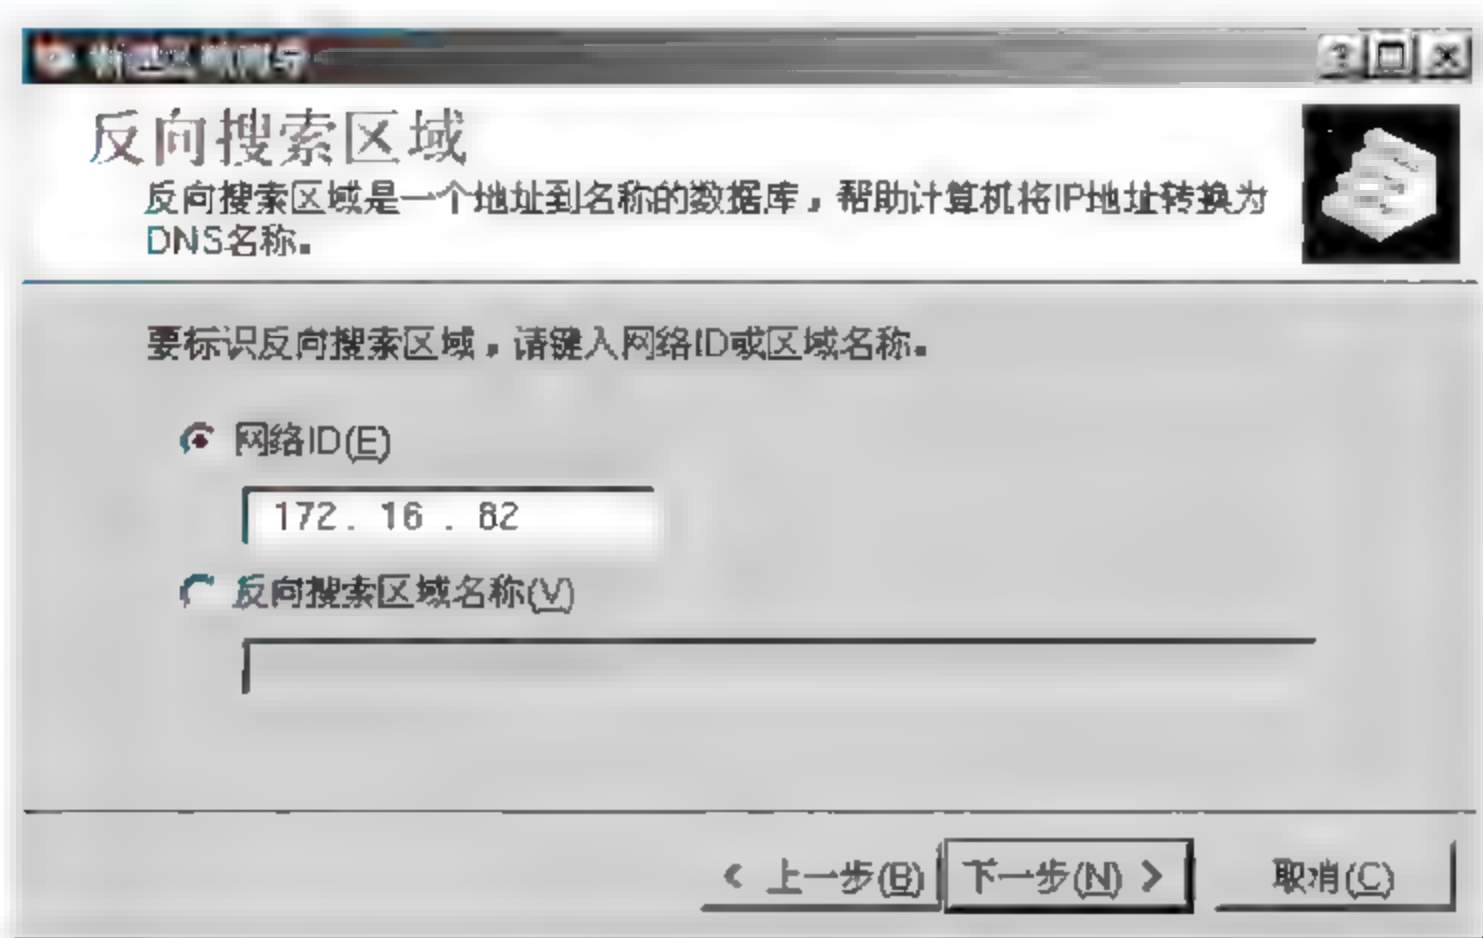 反向搜索区域
反向搜索区域是一个地址到名称的数据库，帮助计算机将IP地址转换为
DNS名称。
要标识反向搜索区域，请键入网络ID或区域名称。
网络ID(E)
172. 16 . 82
反向搜索区域名称(V)
< 上一步(B)
下一步(N) >
取消(C)